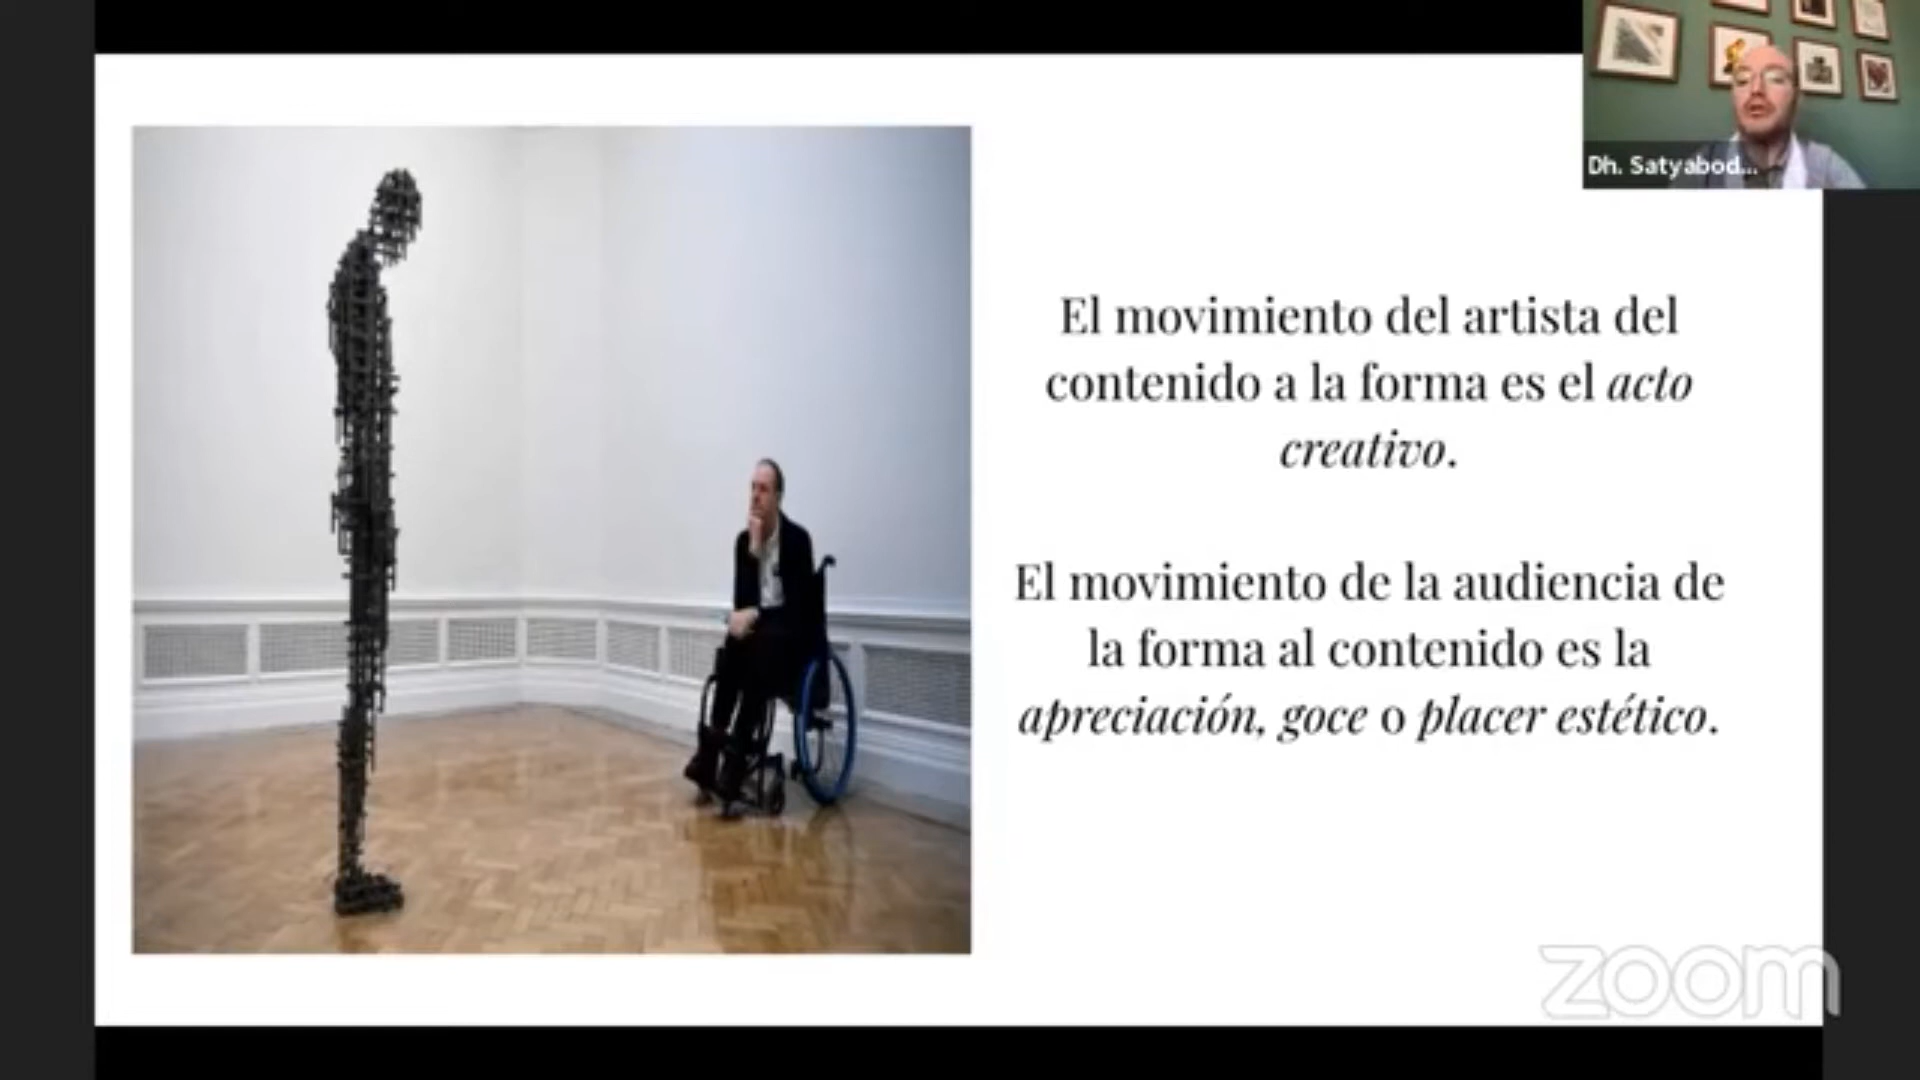 Dh. Satyabod...
El movimiento del artista del
contenido a la forma es el acto
creativo.
El movimiento de la audiencia de
la forma al contenido es la
apreciación, goce o placer estético.
zoom